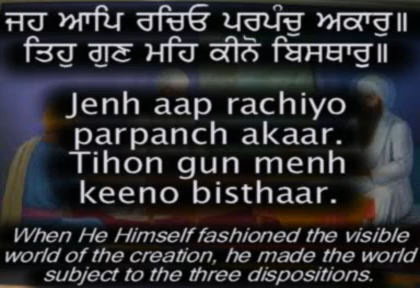 ਜਹ ਆਪਿ ਰਚਿਓ ਪਰਪੰਚੁ ਅਕਾਰੁ॥
ਤਿਹੁ ਗੁਣ ਮਹਿ ਕੀਨੋ ਬਿਸਥਾਰੁ॥
Jenh aap rachiyo
parpanch akaar.
Tihon gun menh
keeno bisthaar.
When He Himself fashioned the visible
world of the creation, he made the world
subject to the three dispositions.